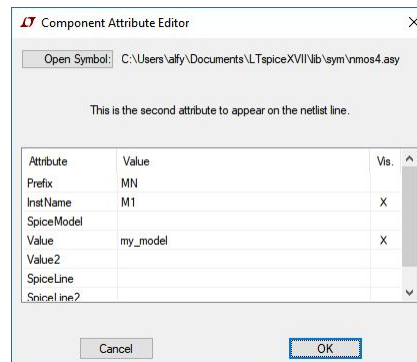 Component Attribute Editor
Open Symbol: C:\Users\alfy\Documents\LTspiceXVII\lib\sym\nmos4.asy
This is the second attribute to appear on the netlist line.
Attribute Value Vis.
Prefix MN
InstName M1 X
SpiceModel
Value my_model X
Value2
SpiceLine
SpiceLine2
Cancel OK